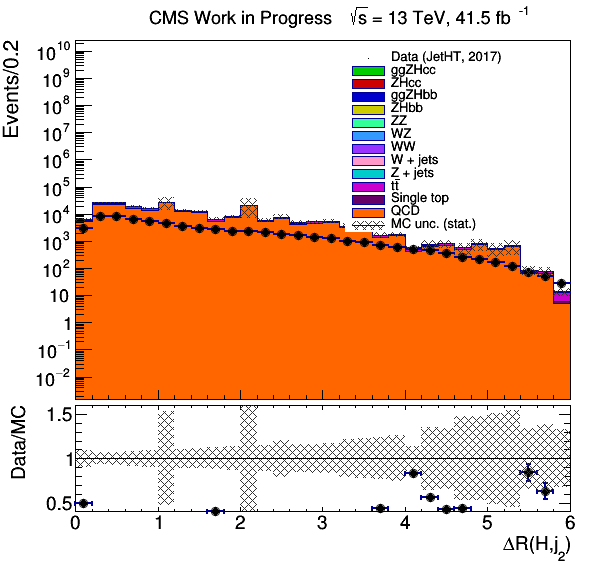 CMS Work in Progress √s = 13 TeV, 41.5 fb⁻¹
Events/0.2
10¹⁰
10⁹
10⁸
10⁷
10⁶
10⁵
10⁴
10³
10²
10
1
10⁻¹
10⁻²
Data (JetHT, 2017)
ggZHcc
ZHcc
ggZHbb
ZHbb
ZZ
WZ
WW
W + jets
Z + jets
tt̄
Single top
QCD
MC unc. (stat.)
Data/MC
1.5
1
0.5
0 1 2 3 4 5 6
ΔR(H,j₂)